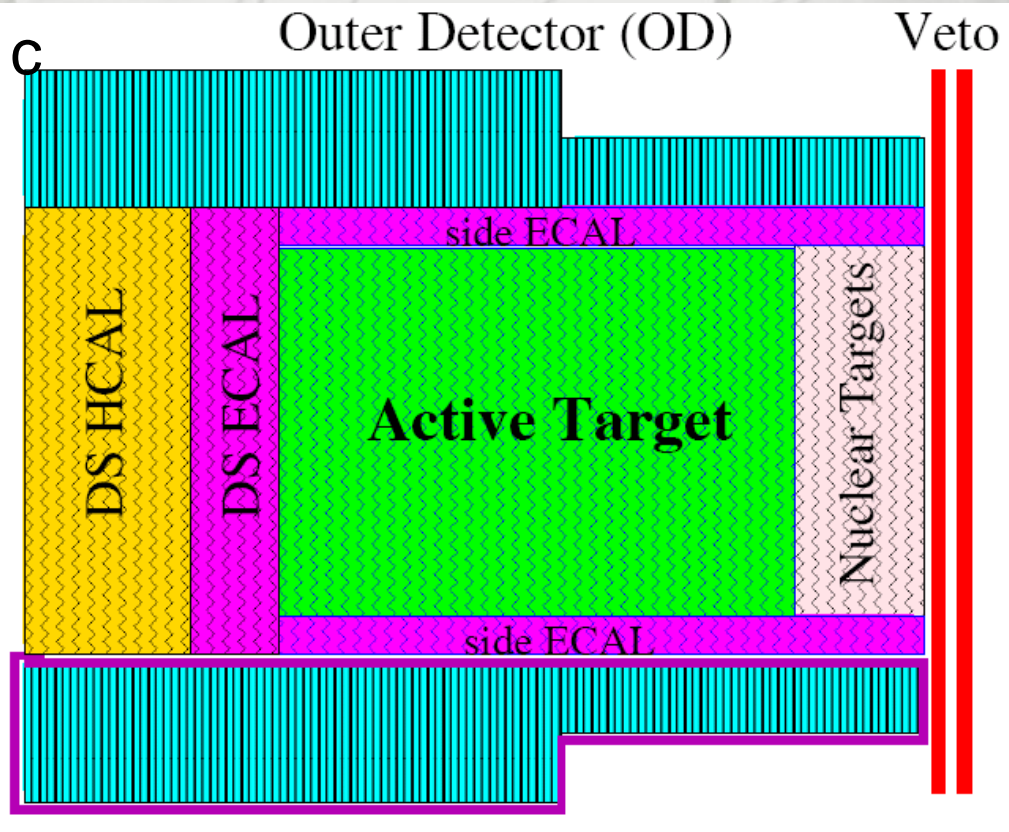 Outer Detector (OD)
Veto
C
side ECAL
DS HCAL
DS ECAL
Active Target
Nuclear Targets
side ECAL